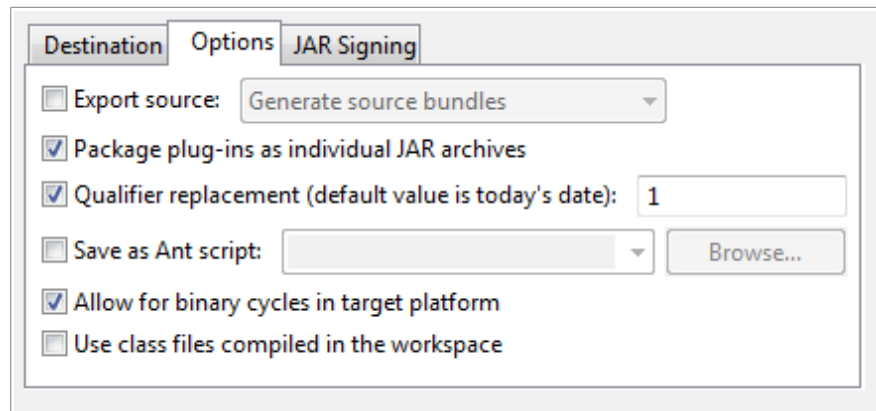 Destination Options JAR Signing
Export source: Generate source bundles
Package plug-ins as individual JAR archives
Qualifier replacement (default value is today's date): 1
Save as Ant script: Browse...
Allow for binary cycles in target platform
Use class files compiled in the workspace